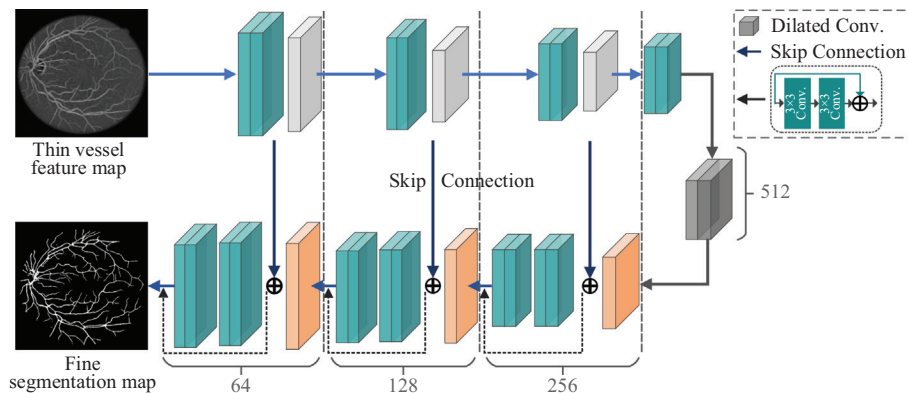 Dilated Conv.
Skip Connection
3×3
Conv.
3×3
Conv.
Thin vessel
feature map
Skip Connection
512
Fine
segmentation map
64
128
256